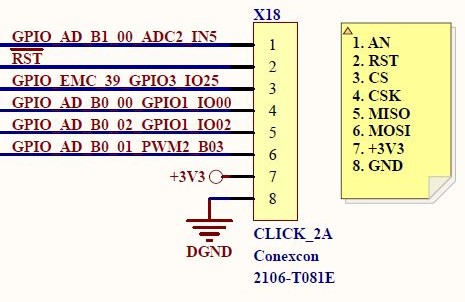 X18
GPIO_AD_B1_00_ADC2_IN5 1
RST 2
GPIO_EMC_39_GPIO3_IO25 3
GPIO_AD_B0_00_GPIO1_IO00 4
GPIO_AD_B0_02_GPIO1_IO02 5
GPIO_AD_B0_01_PWM2_B03 6
+3V3 7
8
DGND
CLICK_2A
Conexcon
2106-T081E
1. AN
2. RST
3. CS
4. CSK
5. MISO
6. MOSI
7. +3V3
8. GND